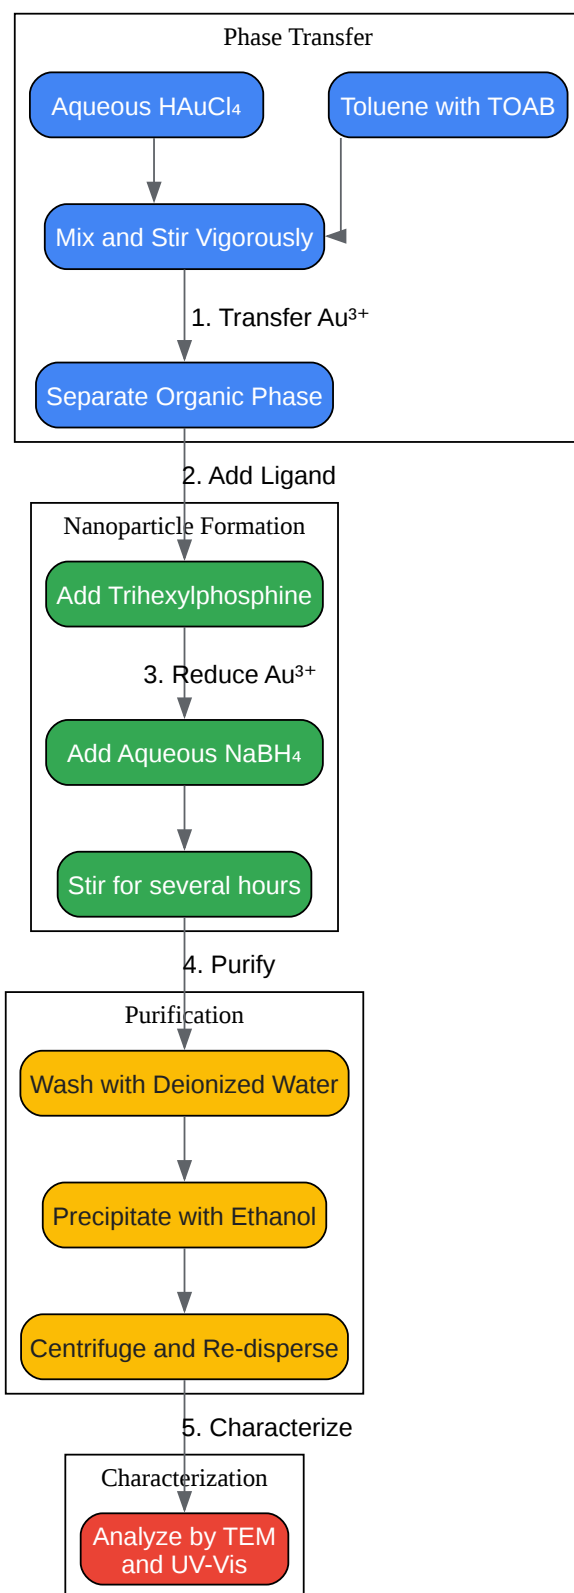 Phase Transfer
Aqueous HAuCl₄
Toluene with TOAB
Mix and Stir Vigorously
1. Transfer Au³⁺
Separate Organic Phase
2. Add Ligand
Nanoparticle Formation
Add Trihexylphosphine
3. Reduce Au³⁺
Add Aqueous NaBH₄
Stir for several hours
4. Purify
Purification
Wash with Deionized Water
Precipitate with Ethanol
Centrifuge and Re-disperse
5. Characterize
Characterization
Analyze by TEM
and UV-Vis